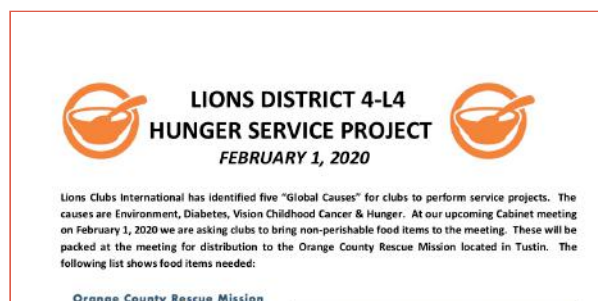 LIONS DISTRICT 4-L4
HUNGER SERVICE PROJECT
FEBRUARY 1, 2020
Lions Clubs International has identified five "Global Causes" for clubs to perform service projects. The
causes are Environment, Diabetes, Vision Childhood Cancer & Hunger. At our upcoming Cabinet meeting
on February 1, 2020 we are asking clubs to bring non-perishable food items to the meeting. These will be
packed at the meeting for distribution to the Orange County Rescue Mission located in Tustin. The
following list shows food items needed:
Orange County Rescue Mission